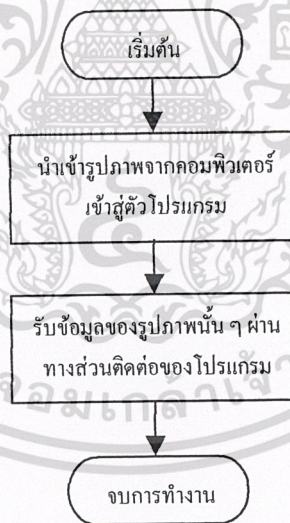 เริ่มต้น
นำเข้ารูปภาพจากคอมพิวเตอร์
เข้าสู่ตัวโปรแกรม
รับข้อมูลของรูปภาพนั้น ๆ ผ่าน
ทางส่วนติดต่อของโปรแกรม
จบการทำงาน